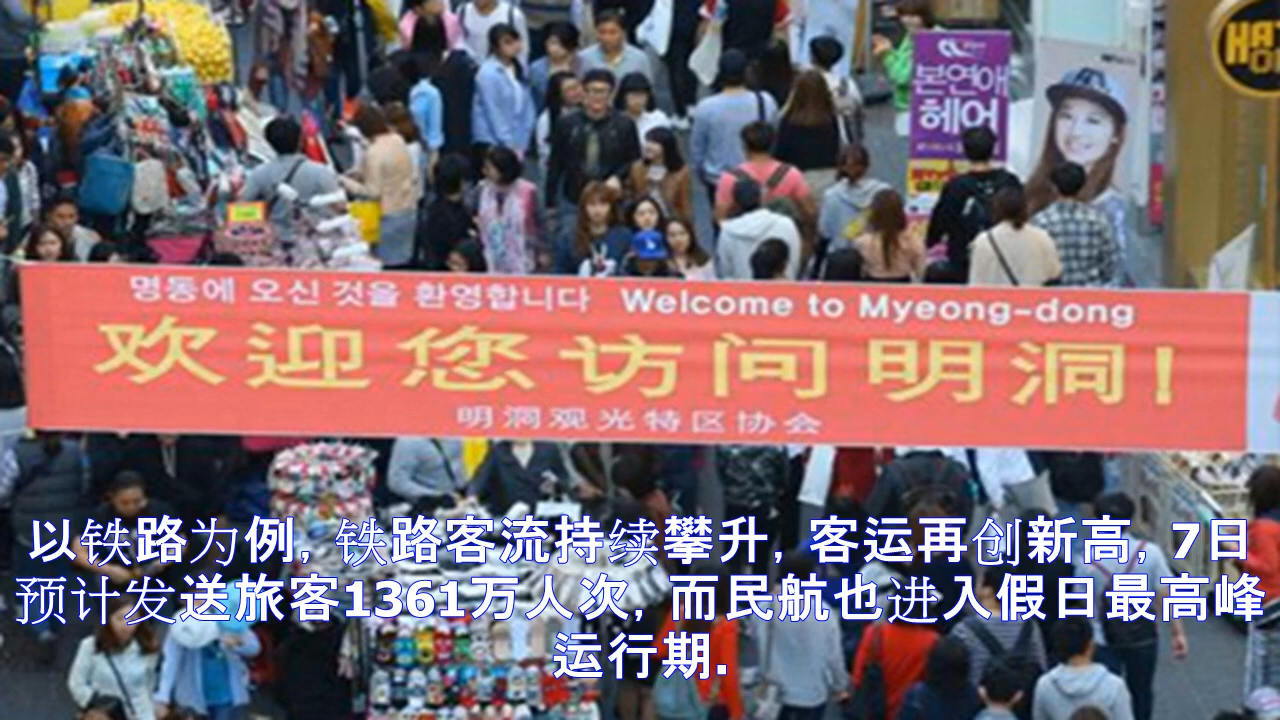 본연애
헤어
HAT
ON
명동에 오신 것을 환영합니다 Welcome to Myeong-dong
欢迎您访问明洞!
明洞观光特区协会
以铁路为例, 铁路客流持续攀升, 客运再创新高, 7日
预计发送旅客1361万人次, 而民航也进入假日最高峰
运行期.